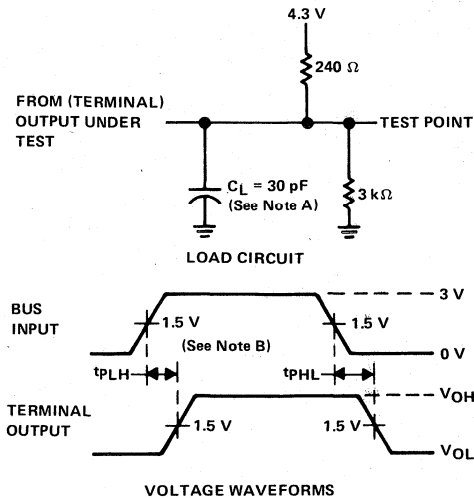 4.3 V
240 Ω
FROM (TERMINAL)
OUTPUT UNDER
TEST
TEST POINT
CL = 30 pF
(See Note A)
3 kΩ
LOAD CIRCUIT
BUS
INPUT
3 V
1.5 V
1.5 V
(See Note B)
0 V
tPLH
tPHL
VOH
TERMINAL
OUTPUT
1.5 V
1.5 V
VOL
VOLTAGE WAVEFORMS